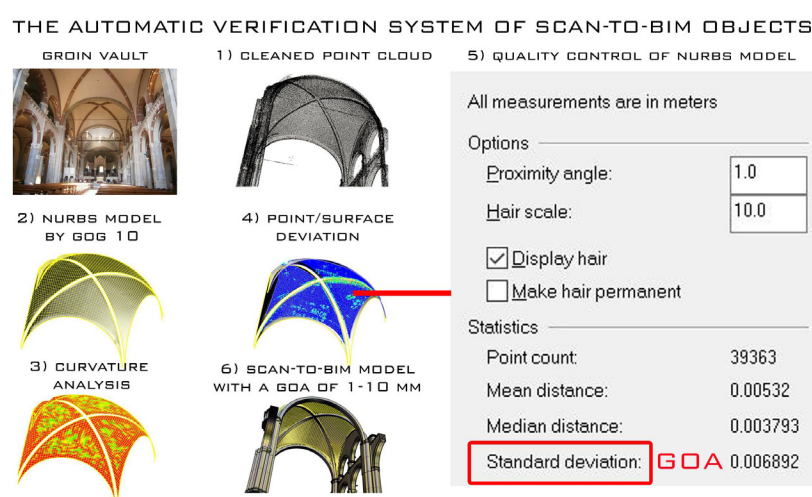 THE AUTOMATIC VERIFICATION SYSTEM OF SCAN-TO-BIM OBJECTS
GROIN VAULT
1) CLEANED POINT CLOUD
5) QUALITY CONTROL OF NURBS MODEL
2) NURBS MODEL
BY GOG 10
4) POINT/SURFACE
DEVIATION
3) CURVATURE
ANALYSIS
6) SCAN-TO-BIM MODEL
WITH A GOA OF 1-10 MM
All measurements are in meters
Options
Proximity angle: 1.0
Hair scale: 10.0
Display hair
Make hair permanent
Statistics
Point count: 39363
Mean distance: 0.00532
Median distance: 0.003793
Standard deviation: GOA 0.006892